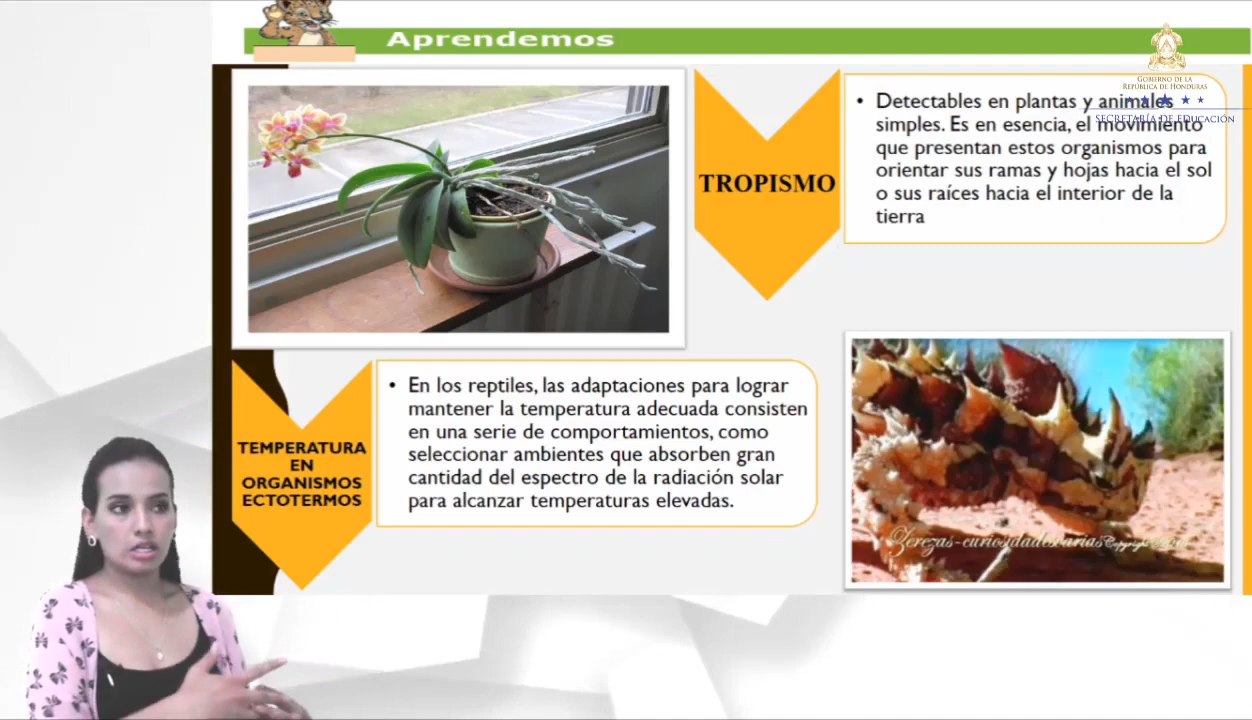 Aprendemos
GOBIERNO DE LA
REPÚBLICA DE HONDURAS
SECRETARÍA DE EDUCACIÓN
TROPISMO
• Detectables en plantas y animales
simples. Es en esencia, el movimiento
que presentan estos organismos para
orientar sus ramas y hojas hacia el sol
o sus raíces hacia el interior de la
tierra
TEMPERATURA
EN
ORGANISMOS
ECTOTERMOS
• En los reptiles, las adaptaciones para lograr
mantener la temperatura adecuada consisten
en una serie de comportamientos, como
seleccionar ambientes que absorben gran
cantidad del espectro de la radiación solar
para alcanzar temperaturas elevadas.
Zerezas-curiosidadesvarias Copyright